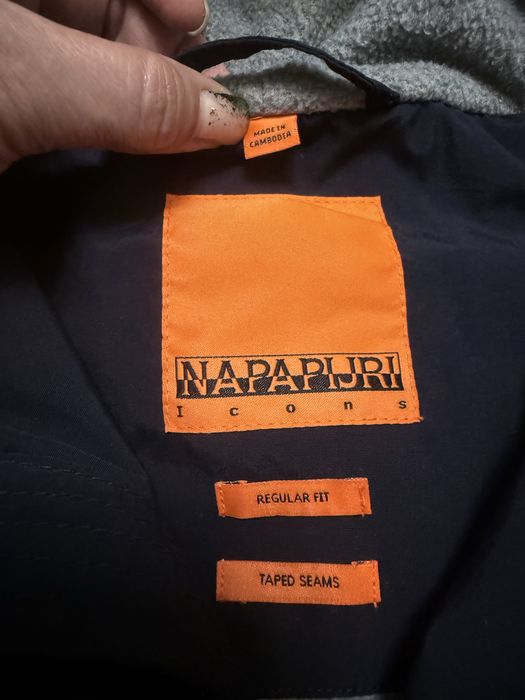 MADE IN
CAMBODIA
NAPAPIJRI
Icons
REGULAR FIT
TAPED SEAMS